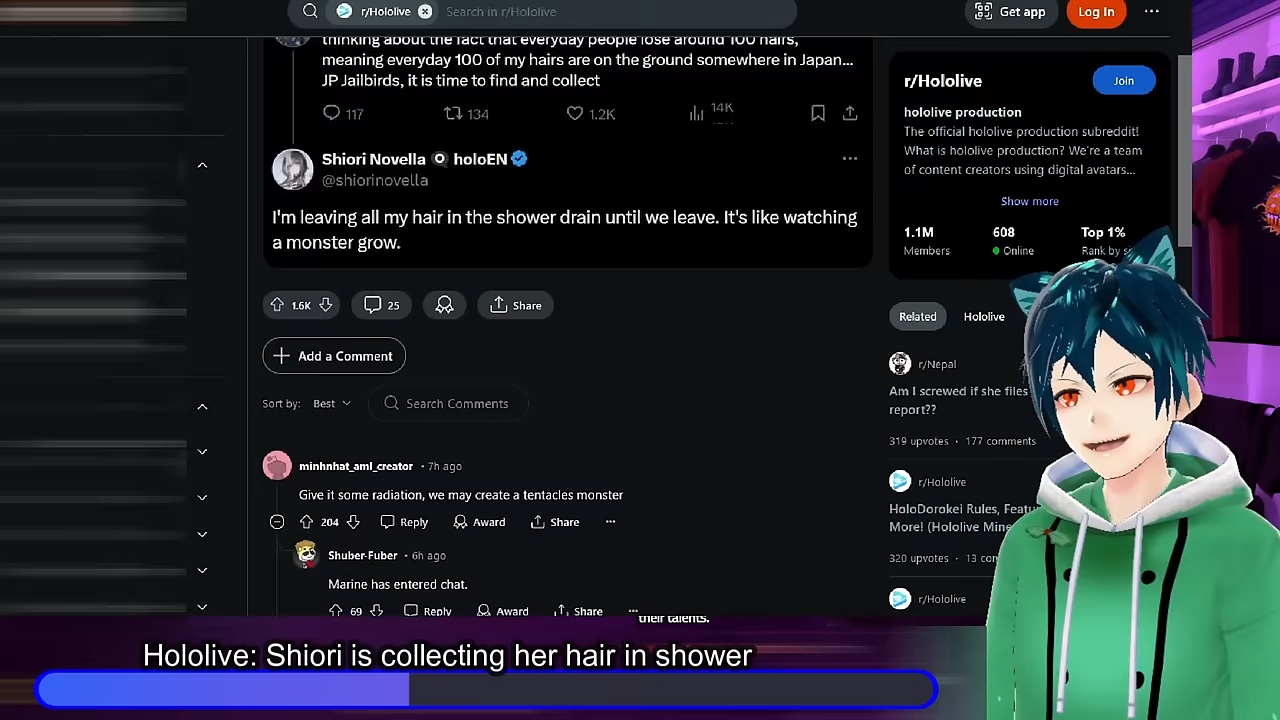 r/Hololive
Search in r/Hololive
Get app
Log In
thinking about the fact that everyday people lose around 100 hairs,
meaning everyday 100 of my hairs are on the ground somewhere in Japan...
JP Jailbirds, it is time to find and collect
117
134
1.2K
14K
Shiori Novella holoEN
@shiorinovella
I'm leaving all my hair in the shower drain until we leave. It's like watching
a monster grow.
1.6K
25
Share
Add a Comment
Sort by:
Best
Search Comments
minhnhat_aml_creator • 7h ago
Give it some radiation, we may create a tentacles monster
204
Reply
Award
Share
Shuber-Fuber • 6h ago
Marine has entered chat.
69
Reply
Award
Share
their talents.
r/Hololive
Join
hololive production
The official hololive production subreddit!
What is hololive production? We're a team
of content creators using digital avatars...
Show more
1.1M
608
Top 1%
Members
Online
Rank by
Related
Hololive
r/Nepal
Am I screwed if she files
report??
319 upvotes • 177 comments
r/Hololive
HoloDorokei Rules,
More! (Hololive
320 upvotes • 13
r/Hololive
Hololive: Shiori is collecting her hair in shower